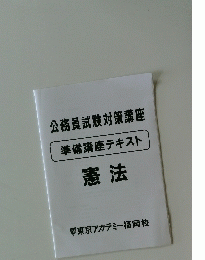 公務員試験対策講座
準備講座テキスト
憲法
東京アカデミー福岡校